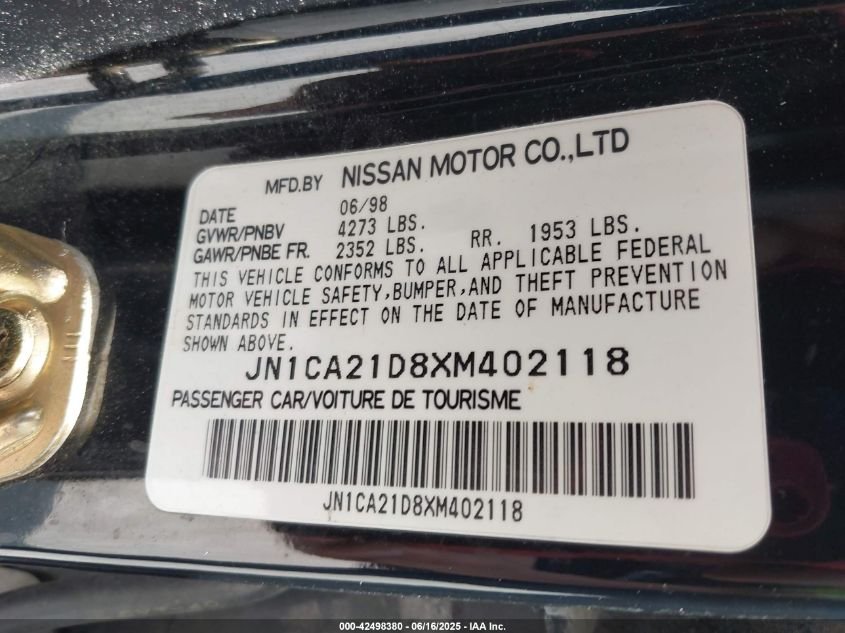 MFD.BY NISSAN MOTOR CO.,LTD
DATE 06/98
GVWR/PNBV 4273 LBS.
GAWR/PNBE FR. 2352 LBS. RR. 1953 LBS.
THIS VEHICLE CONFORMS TO ALL APPLICABLE FEDERAL
MOTOR VEHICLE SAFETY,BUMPER,AND THEFT PREVENTION
STANDARDS IN EFFECT ON THE DATE OF MANUFACTURE
SHOWN ABOVE.
JN1CA21D8XM402118
PASSENGER CAR/VOITURE DE TOURISME
JN1CA21D8XM402118
000-42498380 - 06/16/2025 - IAA Inc.